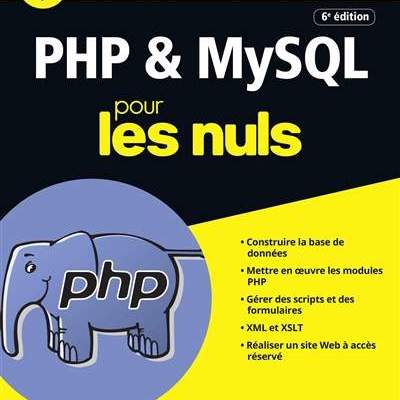 6e édition
PHP & MySQL
pour
les nuls
php
• Construire la base de
données
• Mettre en œuvre les modules
PHP
• Gérer des scripts et des
formulaires
• XML et XSLT
• Réaliser un site Web à accès
réservé